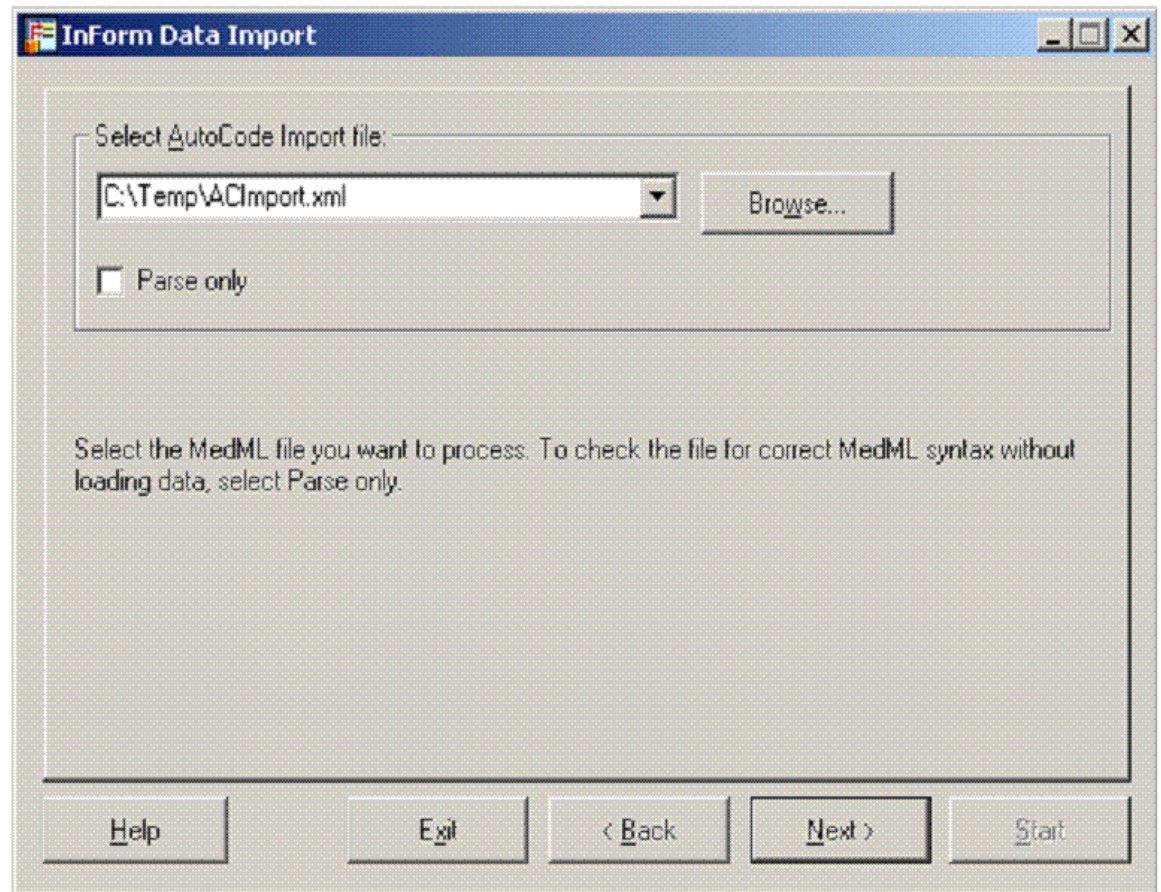 InForm Data Import
Select AutoCode Import file:
C:\Temp\ACImport.xml
Browse...
Parse only
Select the MedML file you want to process. To check the file for correct MedML syntax without
loading data, select Parse only.
Help Exit < Back Next > Start